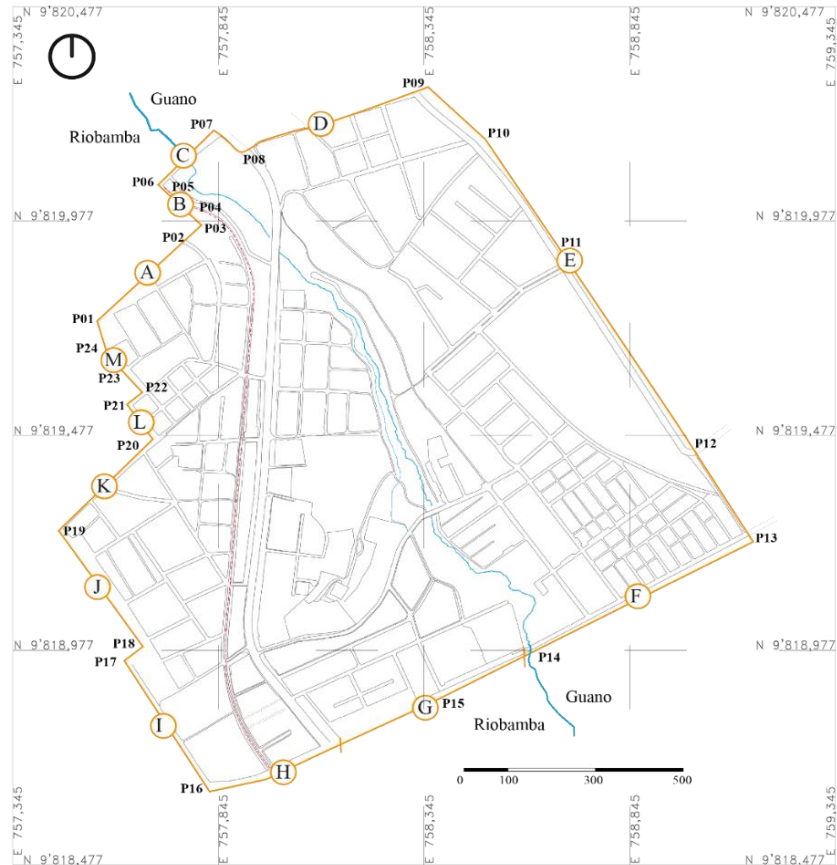 N 9'820,477
N 9'820,477
E 757,345
E 757,845
E 758,345
E 758,845
E 759,345
P09
Guano
D
P07
P10
Riobamba
P08
C
P06
P05
B
P04
N 9'819,977
N 9'819,977
P03
P02
P11
E
A
P01
P24
M
P23
P22
P21
L
N 9'819,477
N 9'819,477
P20
P12
K
P19
P13
J
F
P18
N 9'818,977
N 9'818,977
P17
P14
Guano
G
P15
I
Riobamba
H
P16
0
100
300
500
E 757,345
E 757,845
E 758,345
E 758,845
E 759,345
N 9'818,477
N 9'818,477